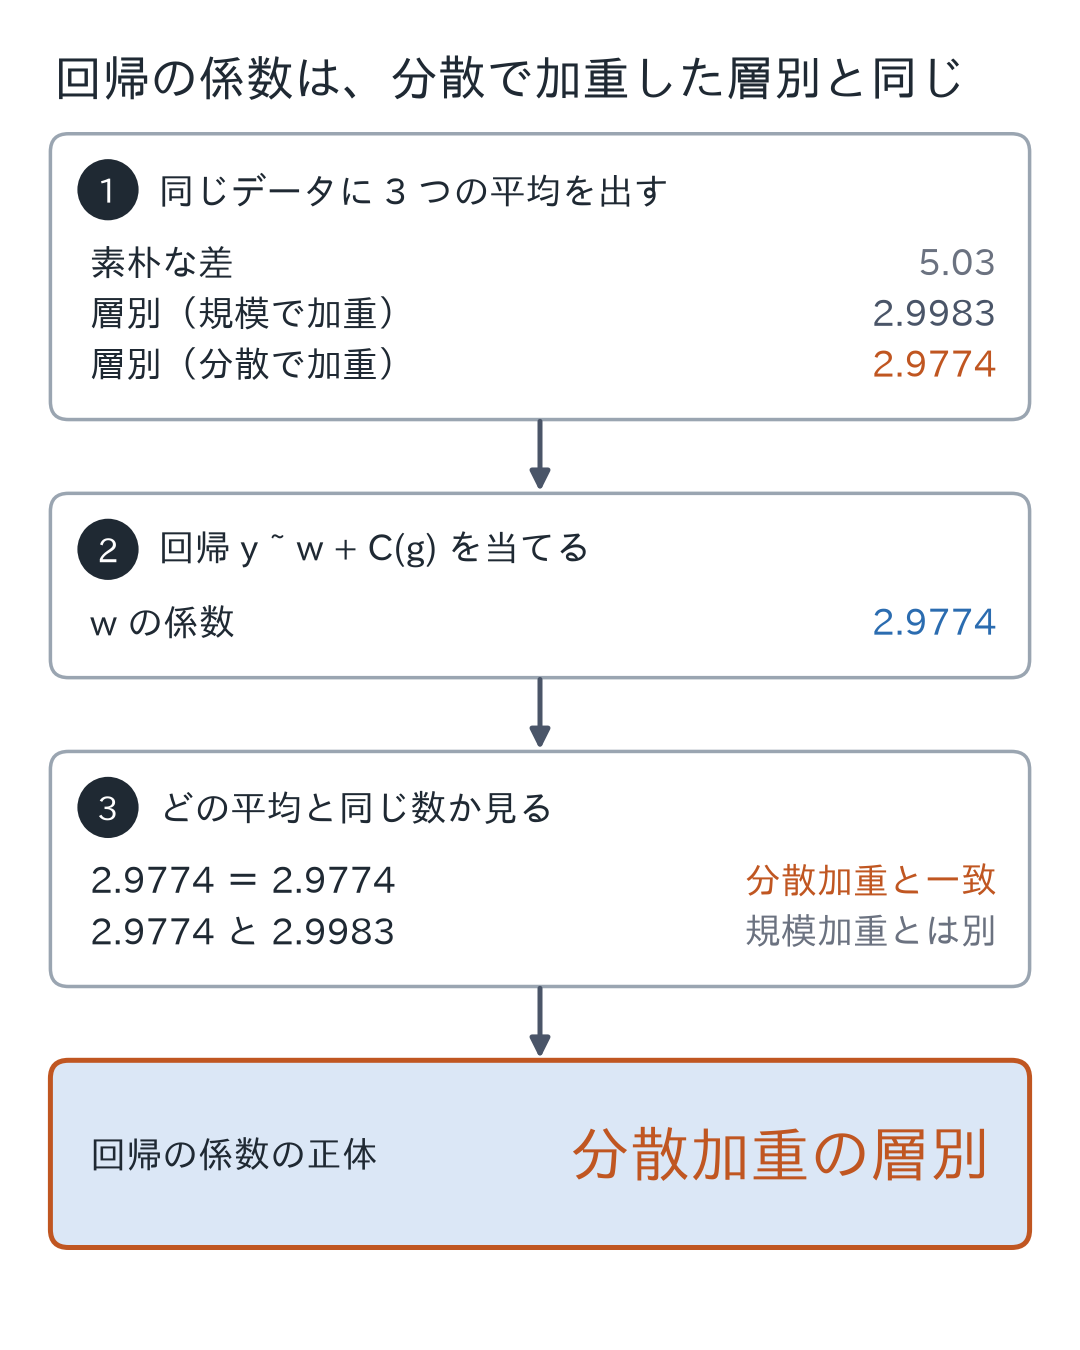 回帰の係数は、分散で加重した層別と同じ
1 同じデータに 3 つの平均を出す
素朴な差 5.03
層別（規模で加重） 2.9983
層別（分散で加重） 2.9774
2 回帰 y ~ w + C(g) を当てる
w の係数 2.9774
3 どの平均と同じ数か見る
2.9774 = 2.9774 分散加重と一致
2.9774 と 2.9983 規模加重とは別
回帰の係数の正体 分散加重の層別